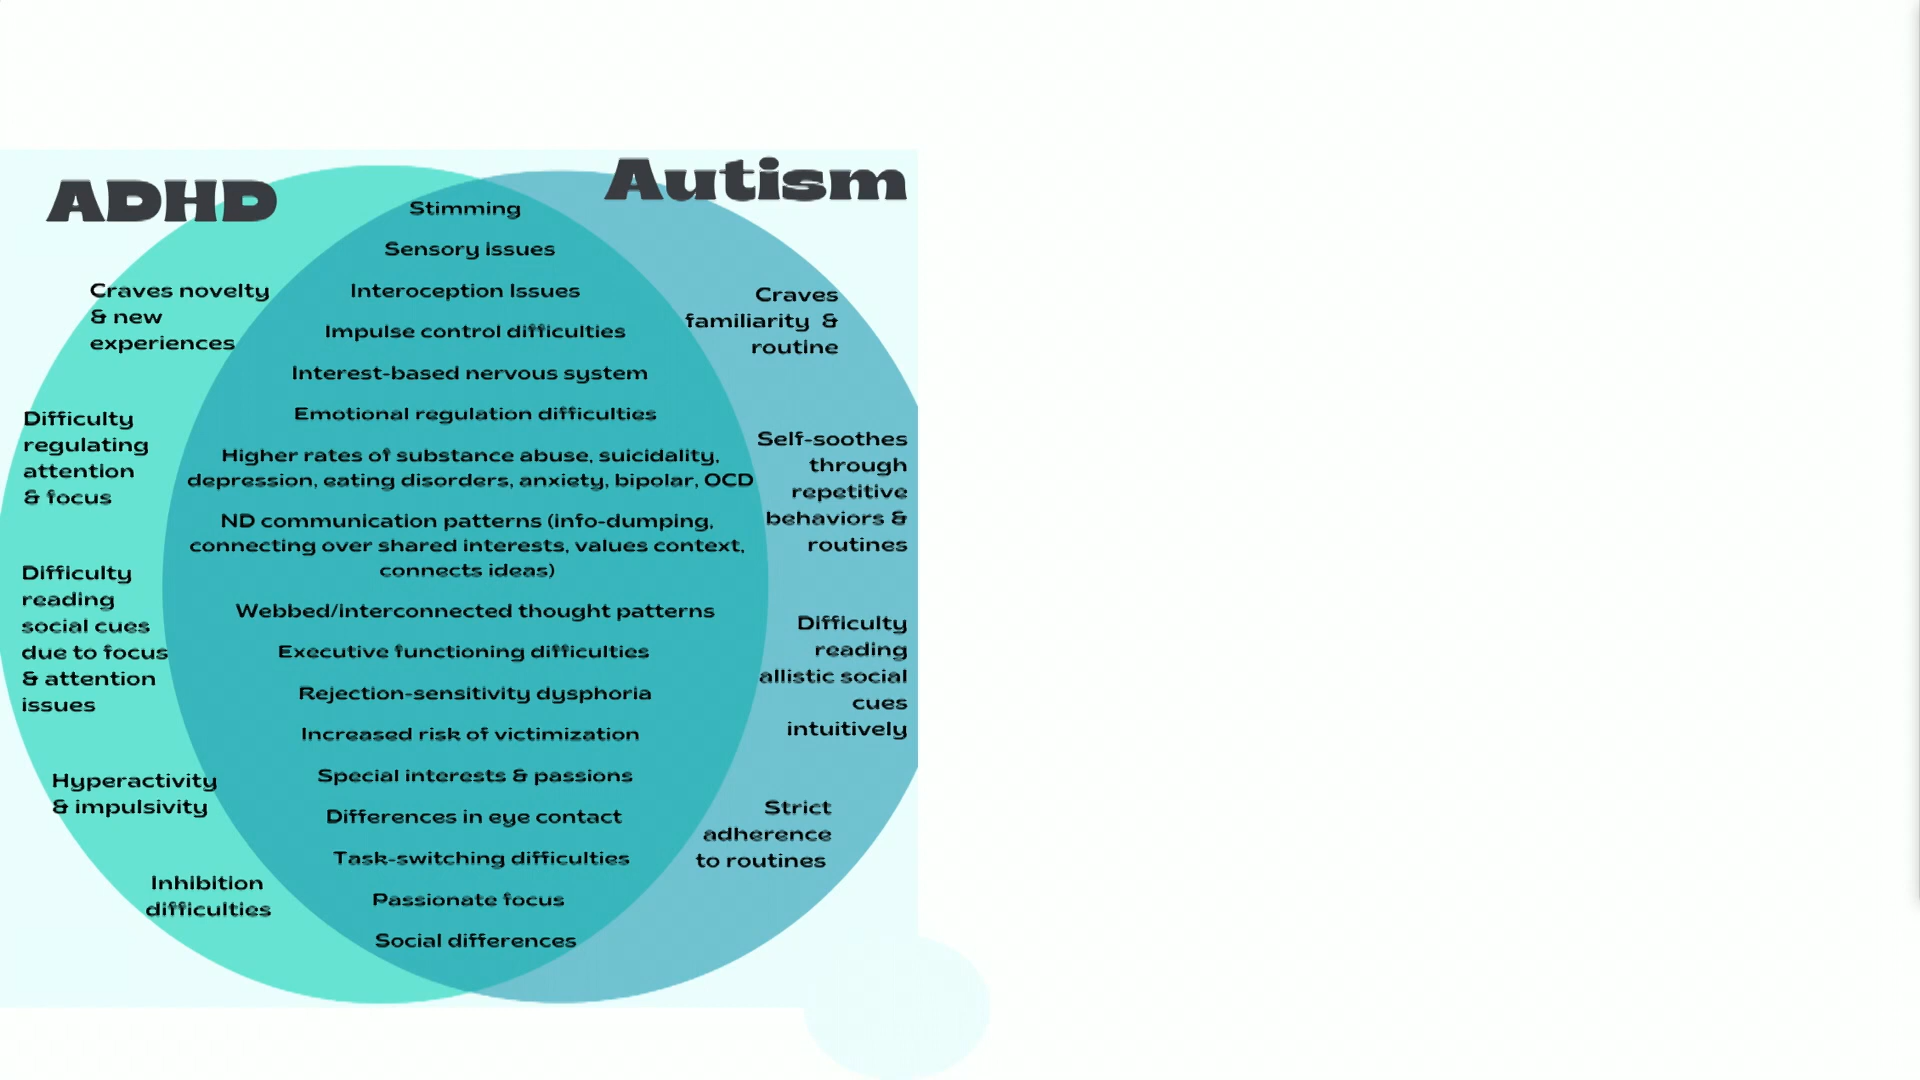 ADHD
Autism
Craves novelty
& new
experiences
Difficulty
regulating
attention
& focus
Difficulty
reading
social cues
due to focus
& attention
issues
Hyperactivity
& impulsivity
Inhibition
difficulties
Stimming
Sensory issues
Interoception Issues
Impulse control difficulties
Interest-based nervous system
Emotional regulation difficulties
Higher rates of substance abuse, suicidality,
depression, eating disorders, anxiety, bipolar, OCD
ND communication patterns (info-dumping,
connecting over shared interests, values context,
connects ideas)
Webbed/interconnected thought patterns
Executive functioning difficulties
Rejection-sensitivity dysphoria
Increased risk of victimization
Special interests & passions
Differences in eye contact
Task-switching difficulties
Passionate focus
Social differences
Craves
familiarity &
routine
Self-soothes
through
repetitive
behaviors &
routines
Difficulty
reading
allistic social
cues
intuitively
Strict
adherence
to routines